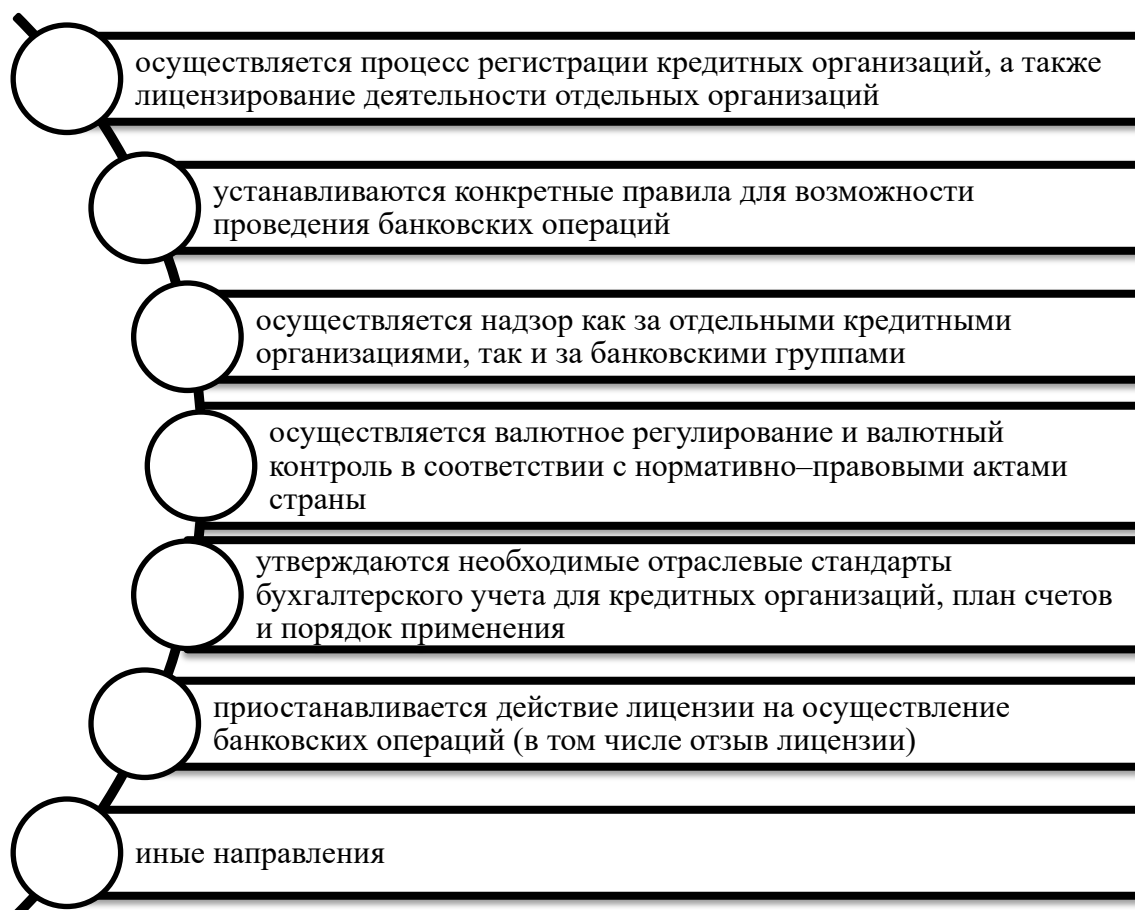 осуществляется процесс регистрации кредитных организаций, а также
лицензирование деятельности отдельных организаций
устанавливаются конкретные правила для возможности
проведения банковских операций
осуществляется надзор как за отдельными кредитными
организациями, так и за банковскими группами
осуществляется валютное регулирование и валютный
контроль в соответствии с нормативно–правовыми актами
страны
утверждаются необходимые отраслевые стандарты
бухгалтерского учета для кредитных организаций, план счетов
и порядок применения
приостанавливается действие лицензии на осуществление
банковских операций (в том числе отзыв лицензии)
иные направления